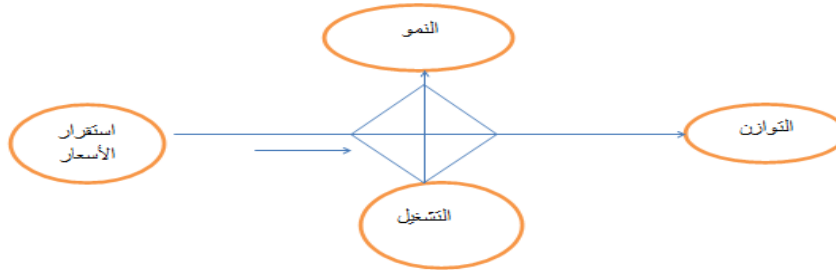 النمو
استقرار
الأسعار
التوازن
التشغيل